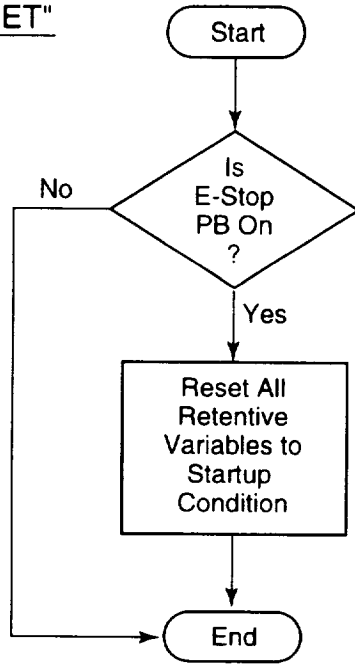 ET"
Start
Is
E-Stop
PB On
?
No
Yes
Reset All
Retentive
Variables to
Startup
Condition
End